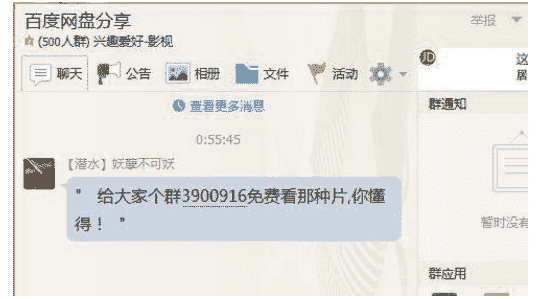 百度网盘分享
举报
(500人群) 兴趣爱好-影视
聊天 公告 相册 文件 活动
JD
这
居
查看更多消息
群通知
0:55:45
【潜水】妖孽不可妖
" 给大家个群3900916免费看那种片,你懂
得！ "
暂时没有
群应用